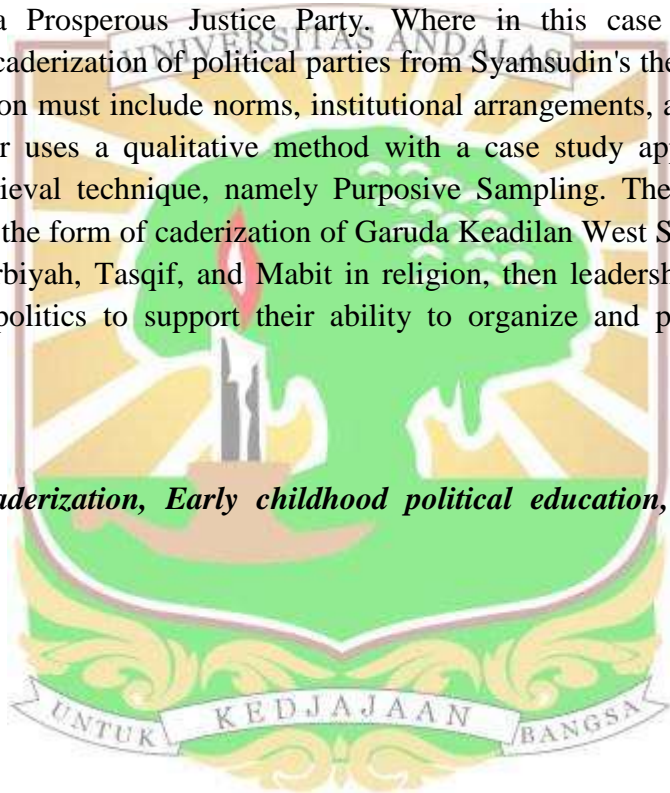 a Prosperous Justice Party. Where in this case
UNIVERSITAS ANDALAS
caderization of political parties from Syamsudin's the
on must include norms, institutional arrangements, a
r uses a qualitative method with a case study app
ieval technique, namely Purposive Sampling. The
the form of caderization of Garuda Keadilan West S
rbiyah, Tasqif, and Mabit in religion, then leadersh
politics to support their ability to organize and p
aderization, Early childhood political education,
UNTUK KEDJAJAAN BANGSA